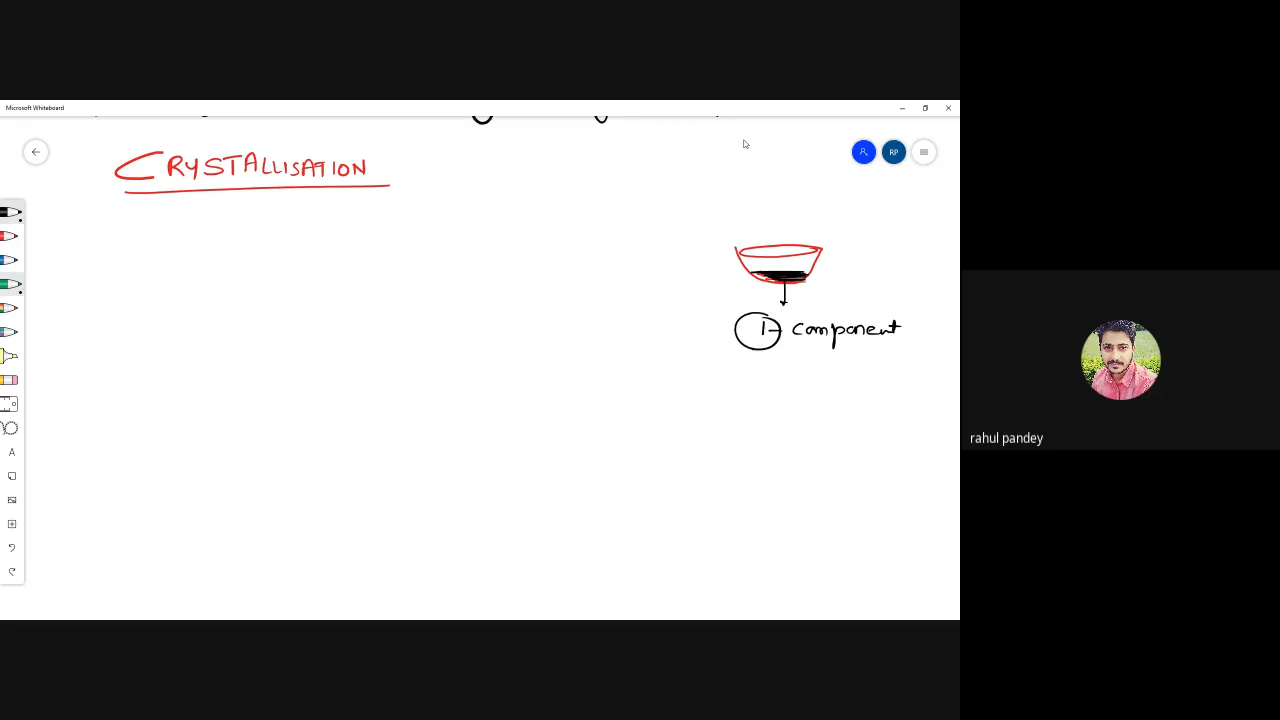 Microsoft Whiteboard
RP
CRYSTALLISATION
1- component
rahul pandey
A